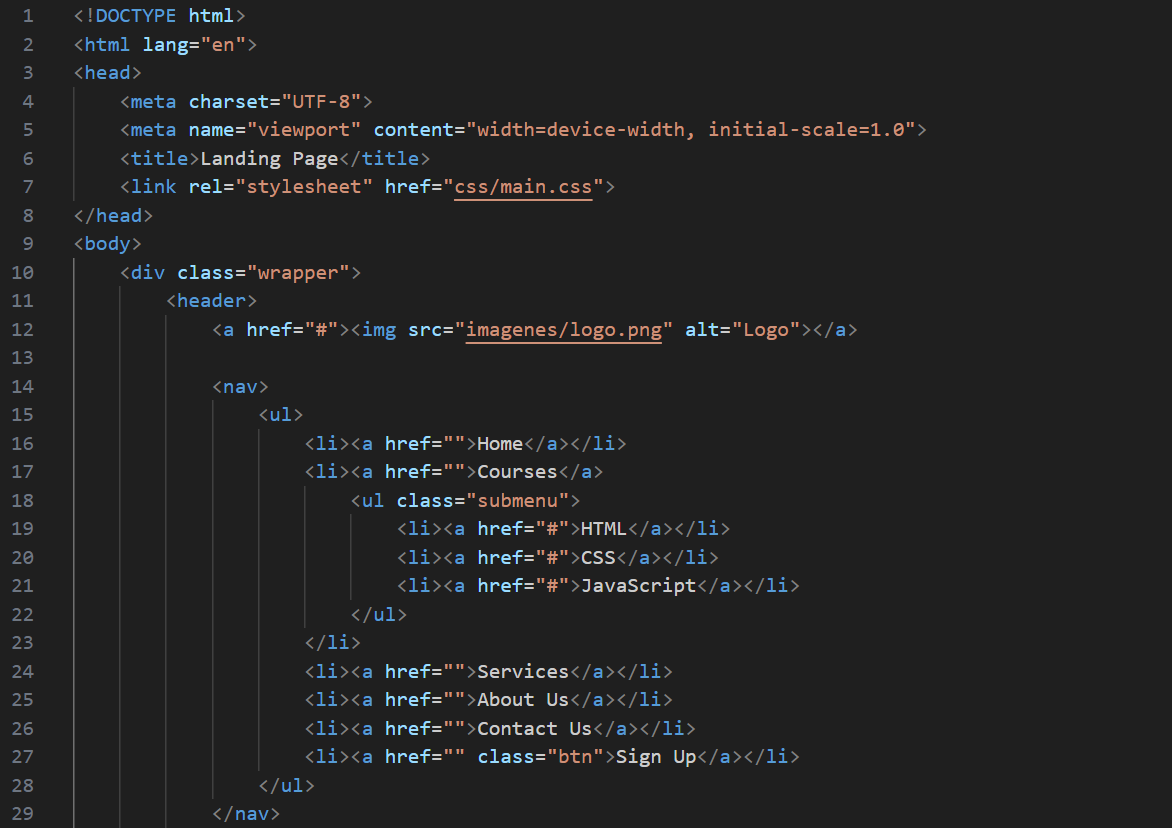 1 <!DOCTYPE html>
2 <html lang="en">
3 <head>
4     <meta charset="UTF-8">
5     <meta name="viewport" content="width=device-width, initial-scale=1.0">
6     <title>Landing Page</title>
7     <link rel="stylesheet" href="css/main.css">
8 </head>
9 <body>
10     <div class="wrapper">
11         <header>
12             <a href="#"><img src="imagenes/logo.png" alt="Logo"></a>
13
14             <nav>
15                 <ul>
16                     <li><a href="">Home</a></li>
17                     <li><a href="">Courses</a>
18                         <ul class="submenu">
19                             <li><a href="#">HTML</a></li>
20                             <li><a href="#">CSS</a></li>
21                             <li><a href="#">JavaScript</a></li>
22                         </ul>
23                     </li>
24                     <li><a href="">Services</a></li>
25                     <li><a href="">About Us</a></li>
26                     <li><a href="">Contact Us</a></li>
27                     <li><a href="" class="btn">Sign Up</a></li>
28                 </ul>
29             </nav>